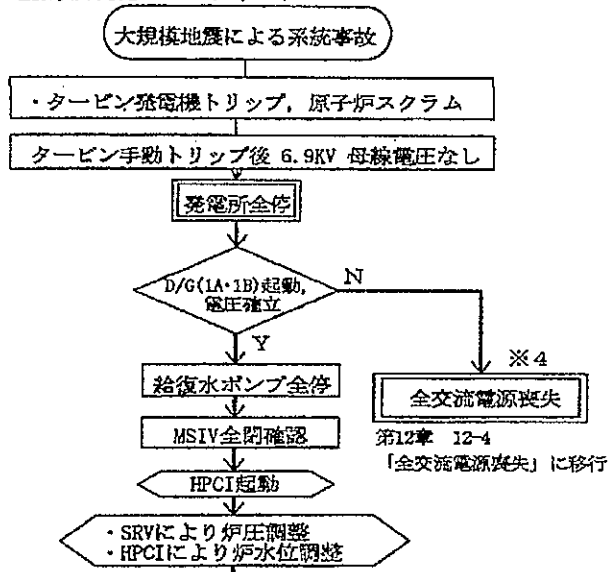 大規模地震による系統事故
・タービン発電機トリップ，原子炉スクラム
タービン手動トリップ後 6.9KV 母線電圧なし
発電所全停
D/G(1A・1B)起動,
電圧確立
N
Y
※4
給復水ポンプ全停
全交流電源喪失
MSIV全閉確認
第12章 12-4
「全交流電源喪失」に移行
HPCI起動
・SRVにより炉圧調整
・HPCIにより炉水位調整